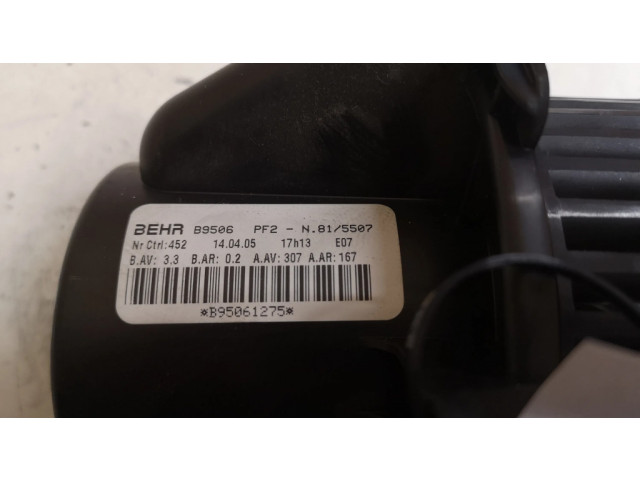 BEHR B9506 PF2 - N.81/5507
Nr Ctrl:452 14.04.05 17h13 E07
B.AV: 3.3 B.AR: 0.2 A.AV: 307 A.AR: 167
*B95061275*